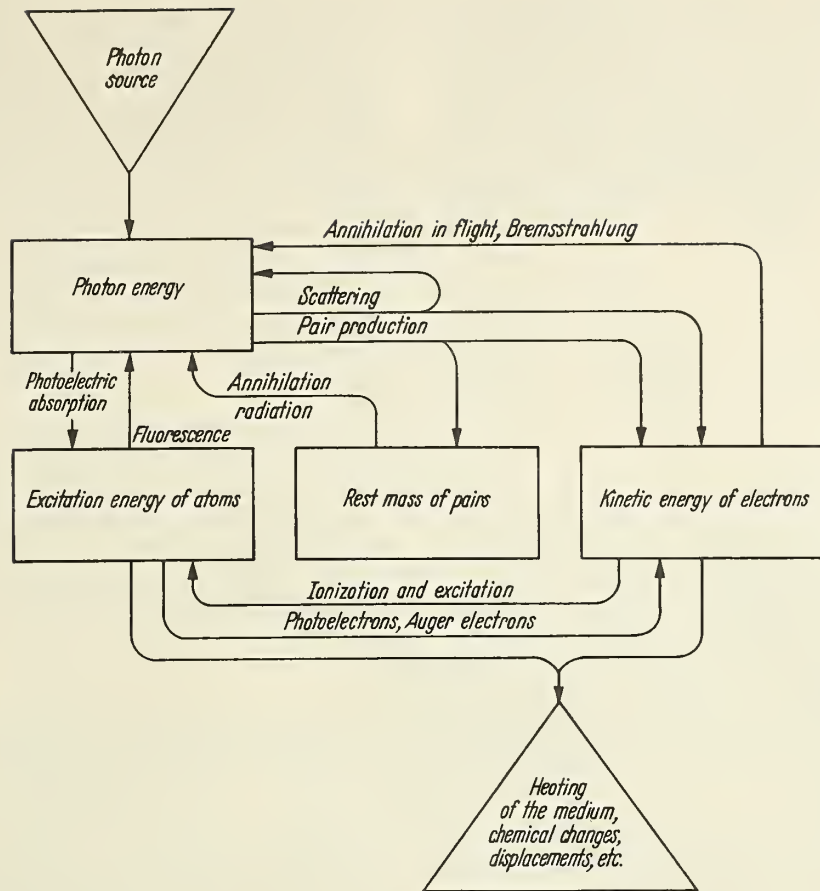 Photon
source
Annihilation in flight, Bremsstrahlung
Photon energy
Scattering
Pair production
Photoelectric
absorption
Annihilation
radiation
Fluorescence
Excitation energy of atoms
Rest mass of pairs
Kinetic energy of electrons
Ionization and excitation
Photoelectrons, Auger electrons
Heating
of the medium,
chemical changes,
displacements, etc.